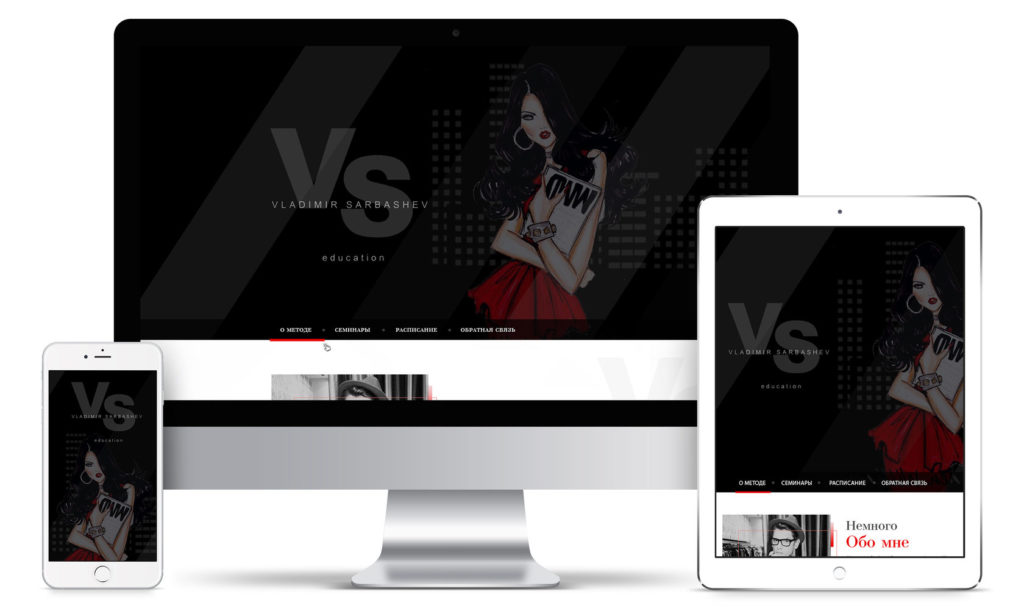 VS
VLADIMIR SARBASHEV
education
О МЕТОДЕ СЕМИНАРЫ РАСПИСАНИЕ ОБРАТНАЯ СВЯЗЬ
VS
VLADIMIR SARBASHEV
education
VS
VLADIMIR SARBASHEV
education
О МЕТОДЕ СЕМИНАРЫ РАСПИСАНИЕ ОБРАТНАЯ СВЯЗЬ
Немного
Обо мне